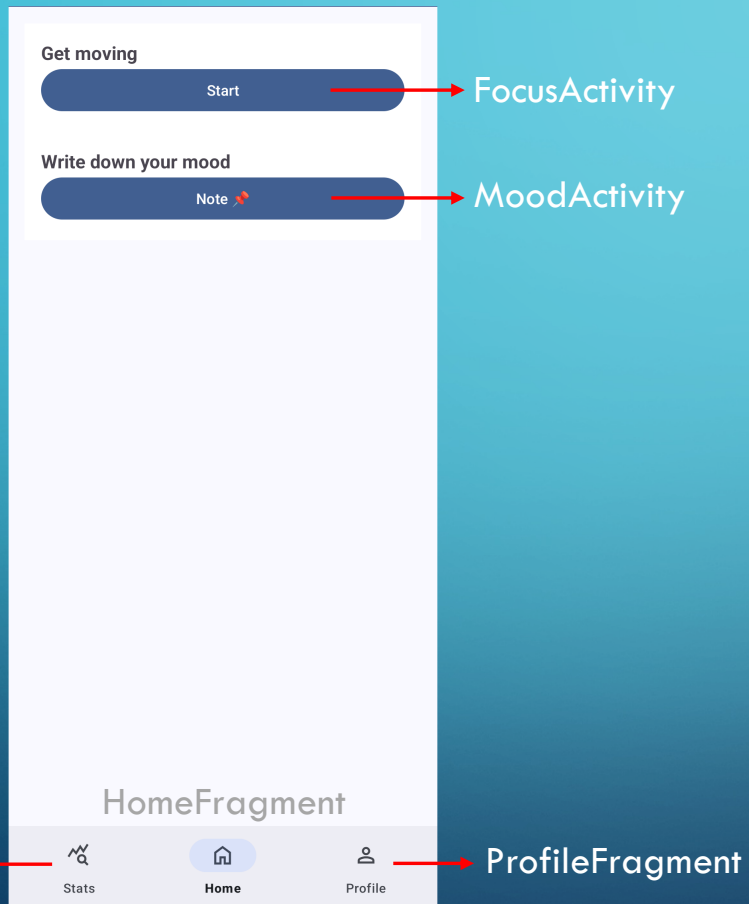 Get moving
Start
FocusActivity
Write down your mood
Note 📌
MoodActivity
HomeFragment
Stats
Home
Profile
ProfileFragment